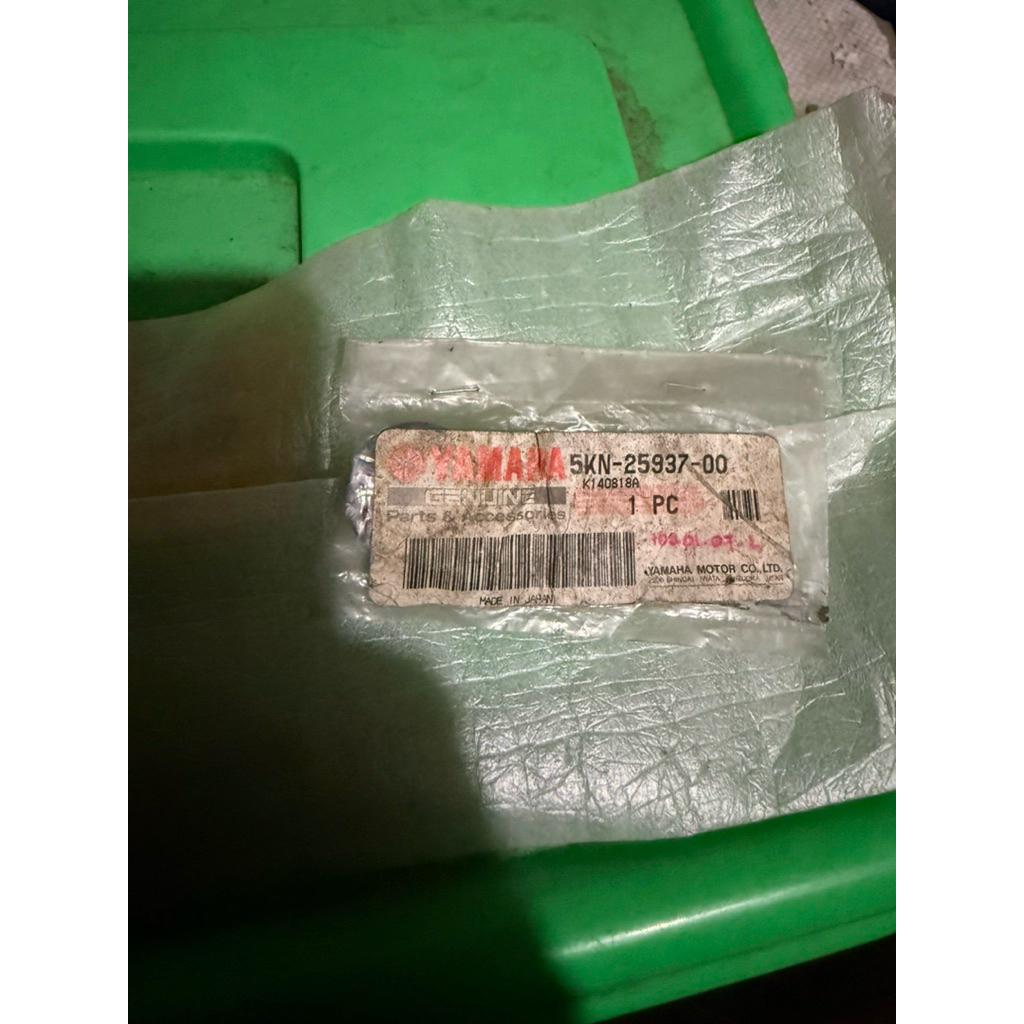 YAMAHA 5KN-25937-00
K140818A
GENUINE
1 PC
Parts & Accessories
YAMAHA MOTOR CO., LTD.
MADE IN JAPAN